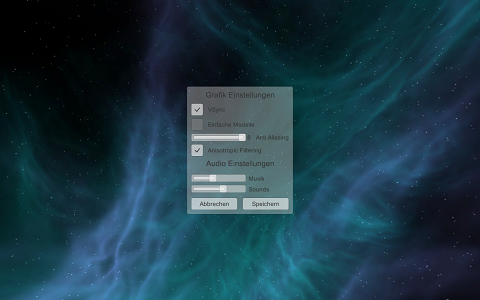 Grafik Einstellungen
VSync
Einfache Modelle
Anti Aliasing
Anisotropic Filtering
Audio Einstellungen
Musik
Sounds
Abbrechen
Speichern